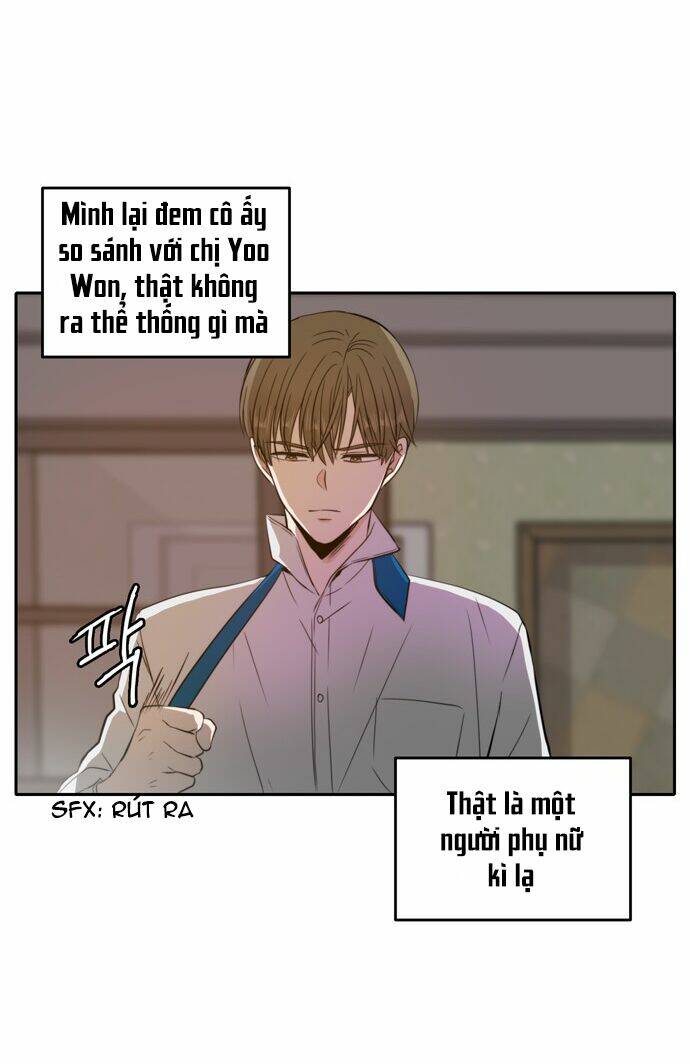 Mình lại đem cô ấy
so sánh với chị Yoo
Won, thật không
ra thể thống gì mà
팍
SFX: RÚT RA
Thật là một
người phụ nữ
kì lạ